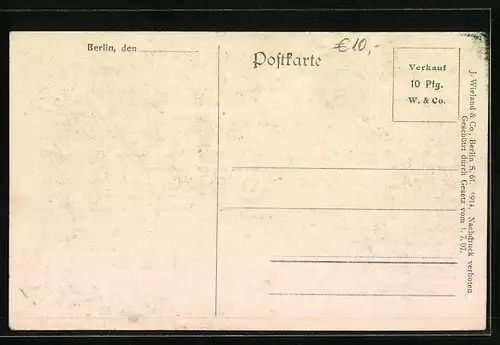 Berlin, den
Postkarte
€10,-
Verkauf
10 Pfg.
W. & Co.
J. Wieland & Co., Berlin S. 61. 1914. Nachdruck verboten
Geschützt durch Gesetz vom 1. 7. 07.